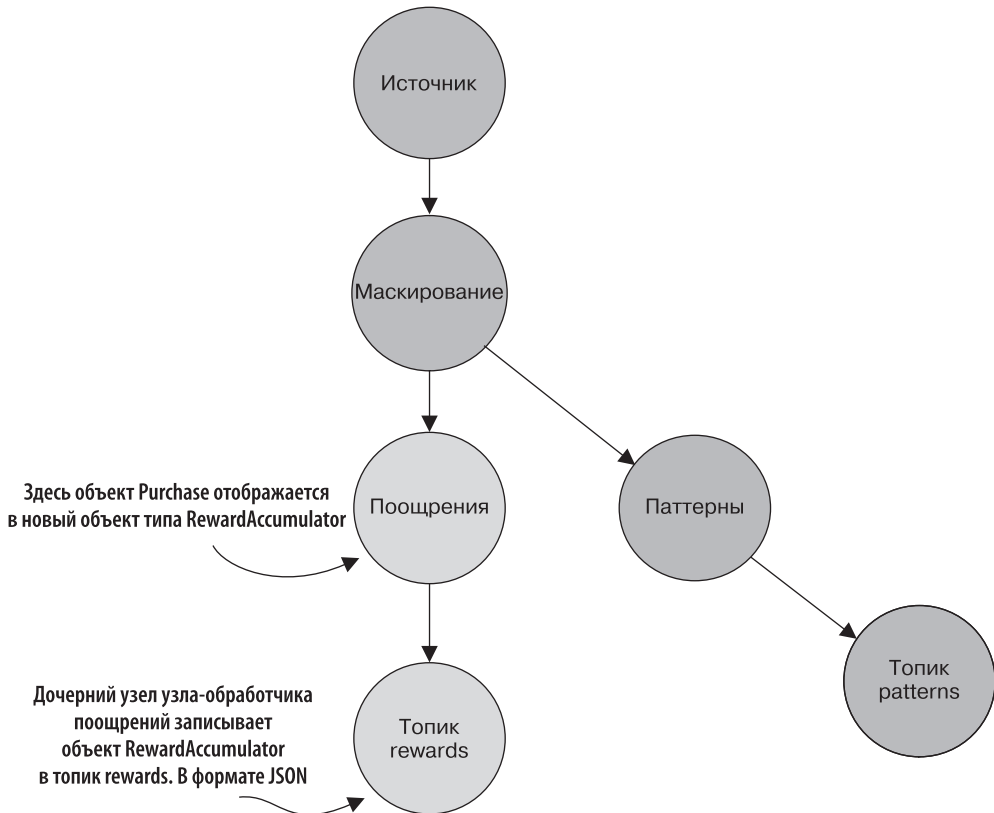 Источник
Маскирование
Здесь объект Purchase отображается
в новый объект типа RewardAccumulator
Поощрения
Паттерны
Дочерний узел узла-обработчика
поощрений записывает
объект RewardAccumulator
в топик rewards. В формате JSON
Топик
rewards
Топик
patterns